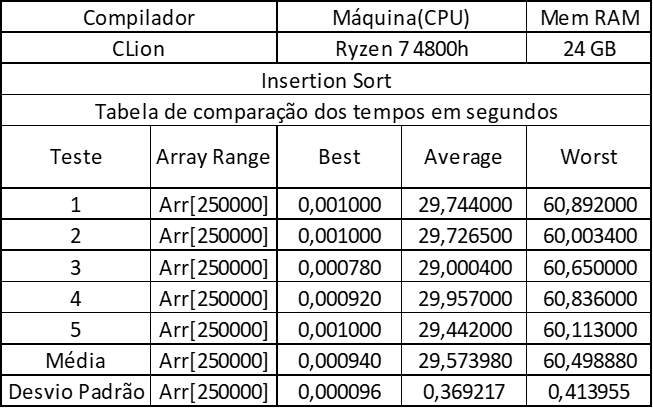 Compilador Máquina(CPU) Mem RAM
CLion Ryzen 7 4800h 24 GB
Insertion Sort
Tabela de comparação dos tempos em segundos
Teste Array Range Best Average Worst
1 Arr[250000] 0,001000 29,744000 60,892000
2 Arr[250000] 0,001000 29,726500 60,003400
3 Arr[250000] 0,000780 29,000400 60,650000
4 Arr[250000] 0,000920 29,957000 60,836000
5 Arr[250000] 0,001000 29,442000 60,113000
Média Arr[250000] 0,000940 29,573980 60,498880
Desvio Padrão Arr[250000] 0,000096 0,369217 0,413955